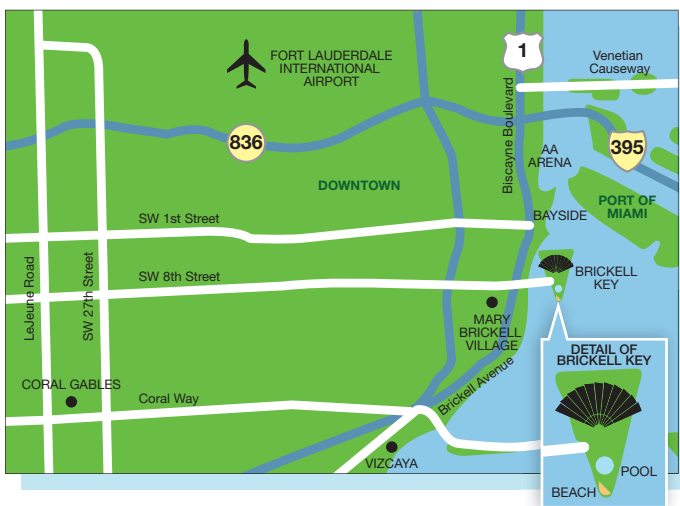 1
Venetian
Causeway
FORT LAUDERDALE
INTERNATIONAL
AIRPORT
Biscayne Boulevard
836
395
AA
ARENA
DOWNTOWN
PORT OF
MIAMI
SW 1st Street
BAYSIDE
LeJeune Road
SW 27th Street
SW 8th Street
BRICKELL
KEY
MARY
BRICKELL
VILLAGE
DETAIL OF
BRICKELL KEY
Brickell Avenue
CORAL GABLES
Coral Way
VIZCAYA
POOL
BEACH